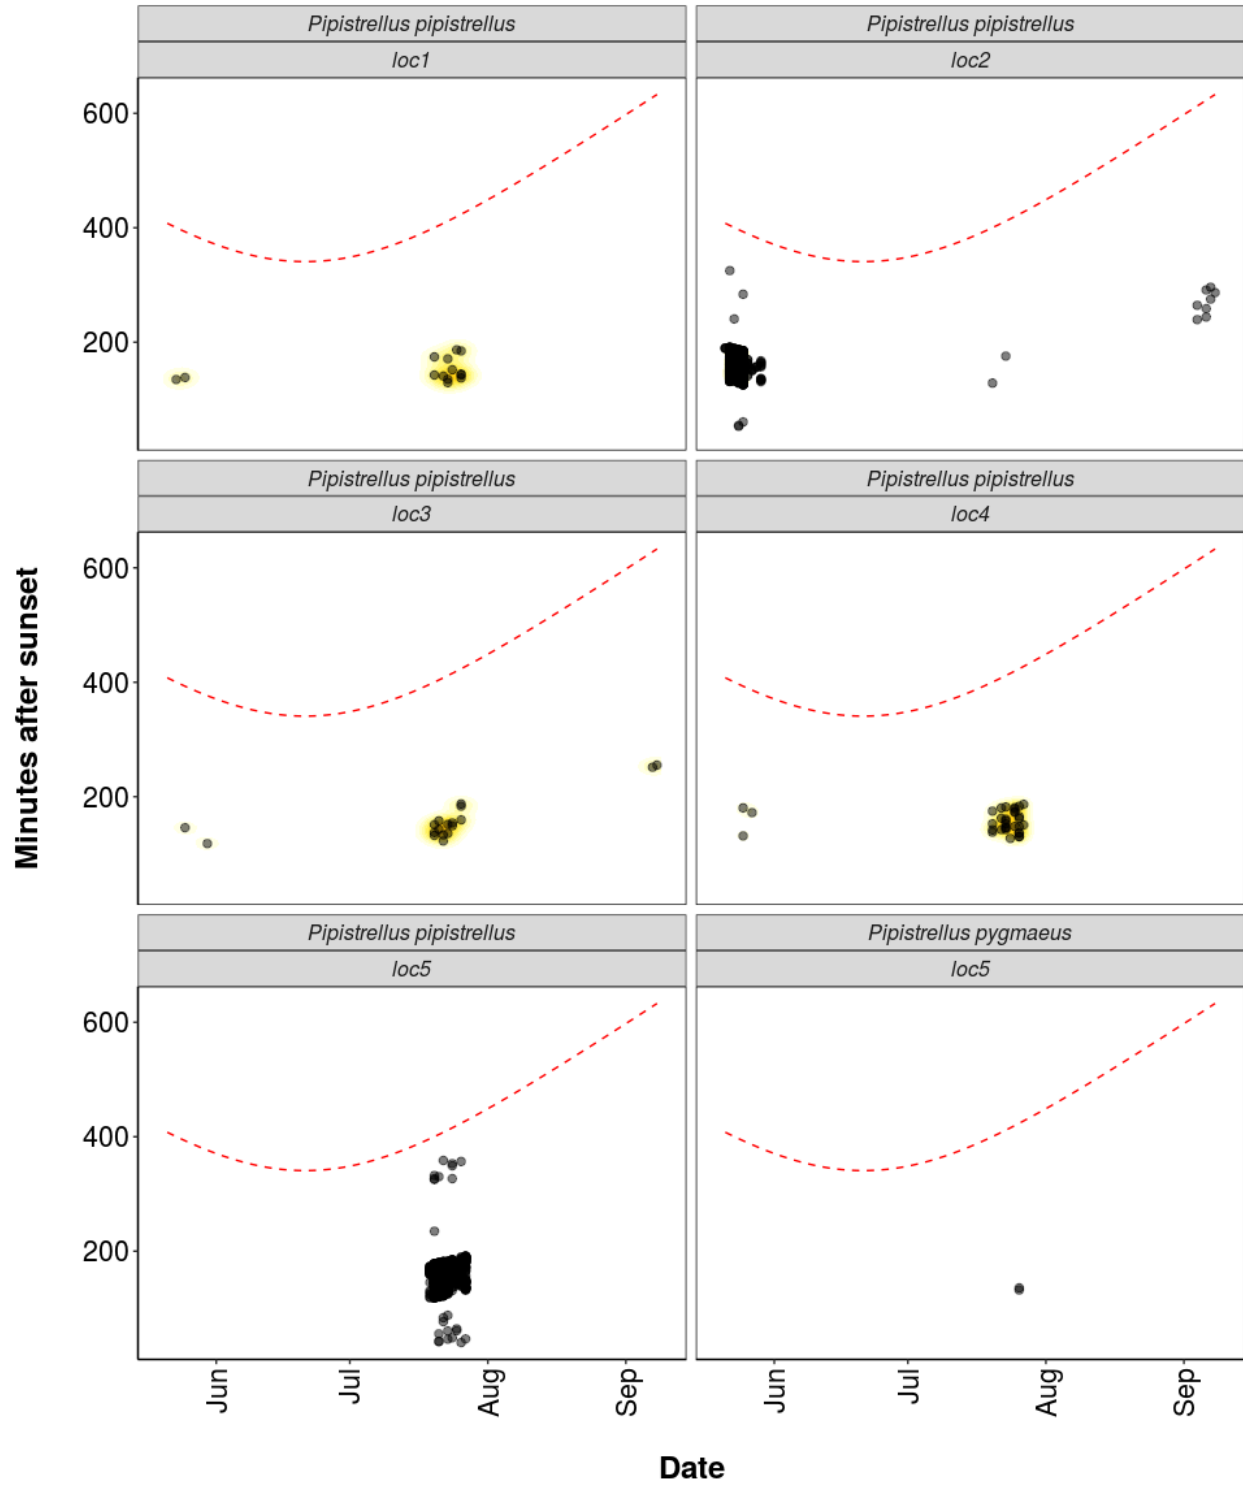 Pipistrellus pipistrellus
Pipistrellus pipistrellus
loc1
loc2
600
400
200
Pipistrellus pipistrellus
Pipistrellus pipistrellus
loc3
loc4
600
400
200
Minutes after sunset
Pipistrellus pipistrellus
Pipistrellus pygmaeus
loc5
loc5
600
400
200
Jun
Jul
Aug
Sep
Jun
Jul
Aug
Sep
Date